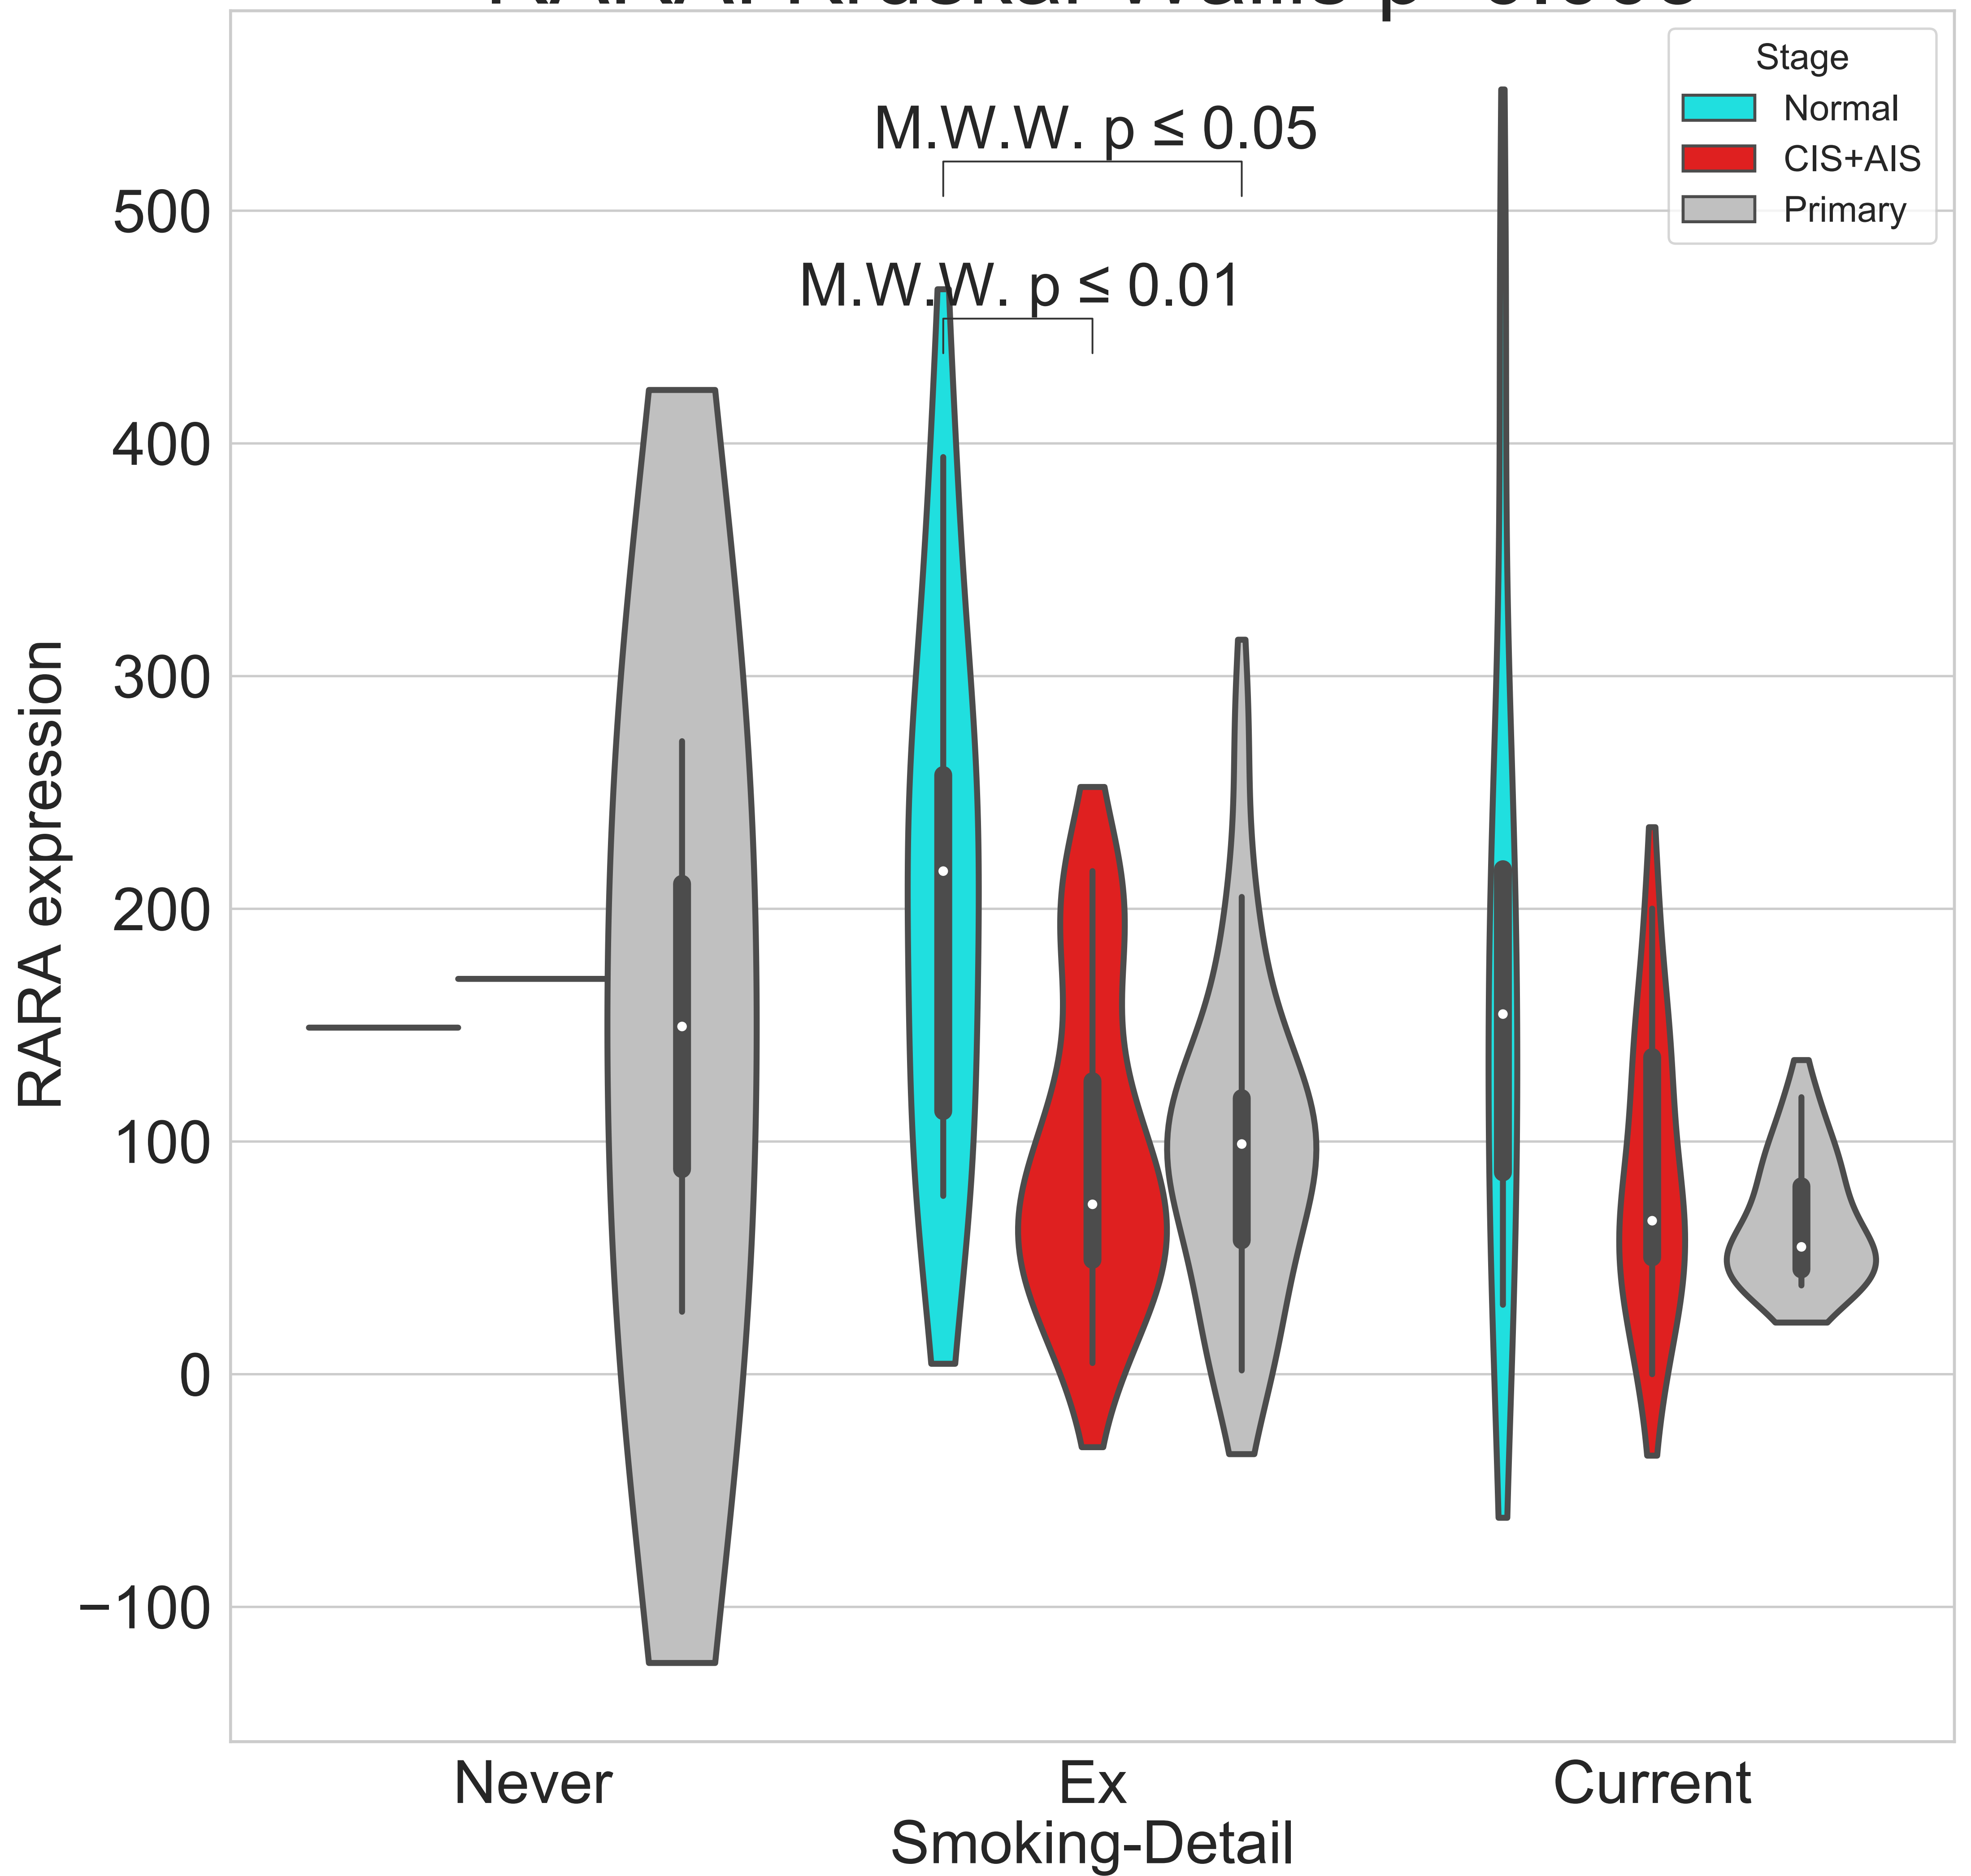 Stage
Normal
CIS+AIS
Primary
M.W.W. p ≤ 0.05
M.W.W. p ≤ 0.01
500
400
300
200
100
0
−100
RARA expression
Never
Ex
Current
Smoking-Detail